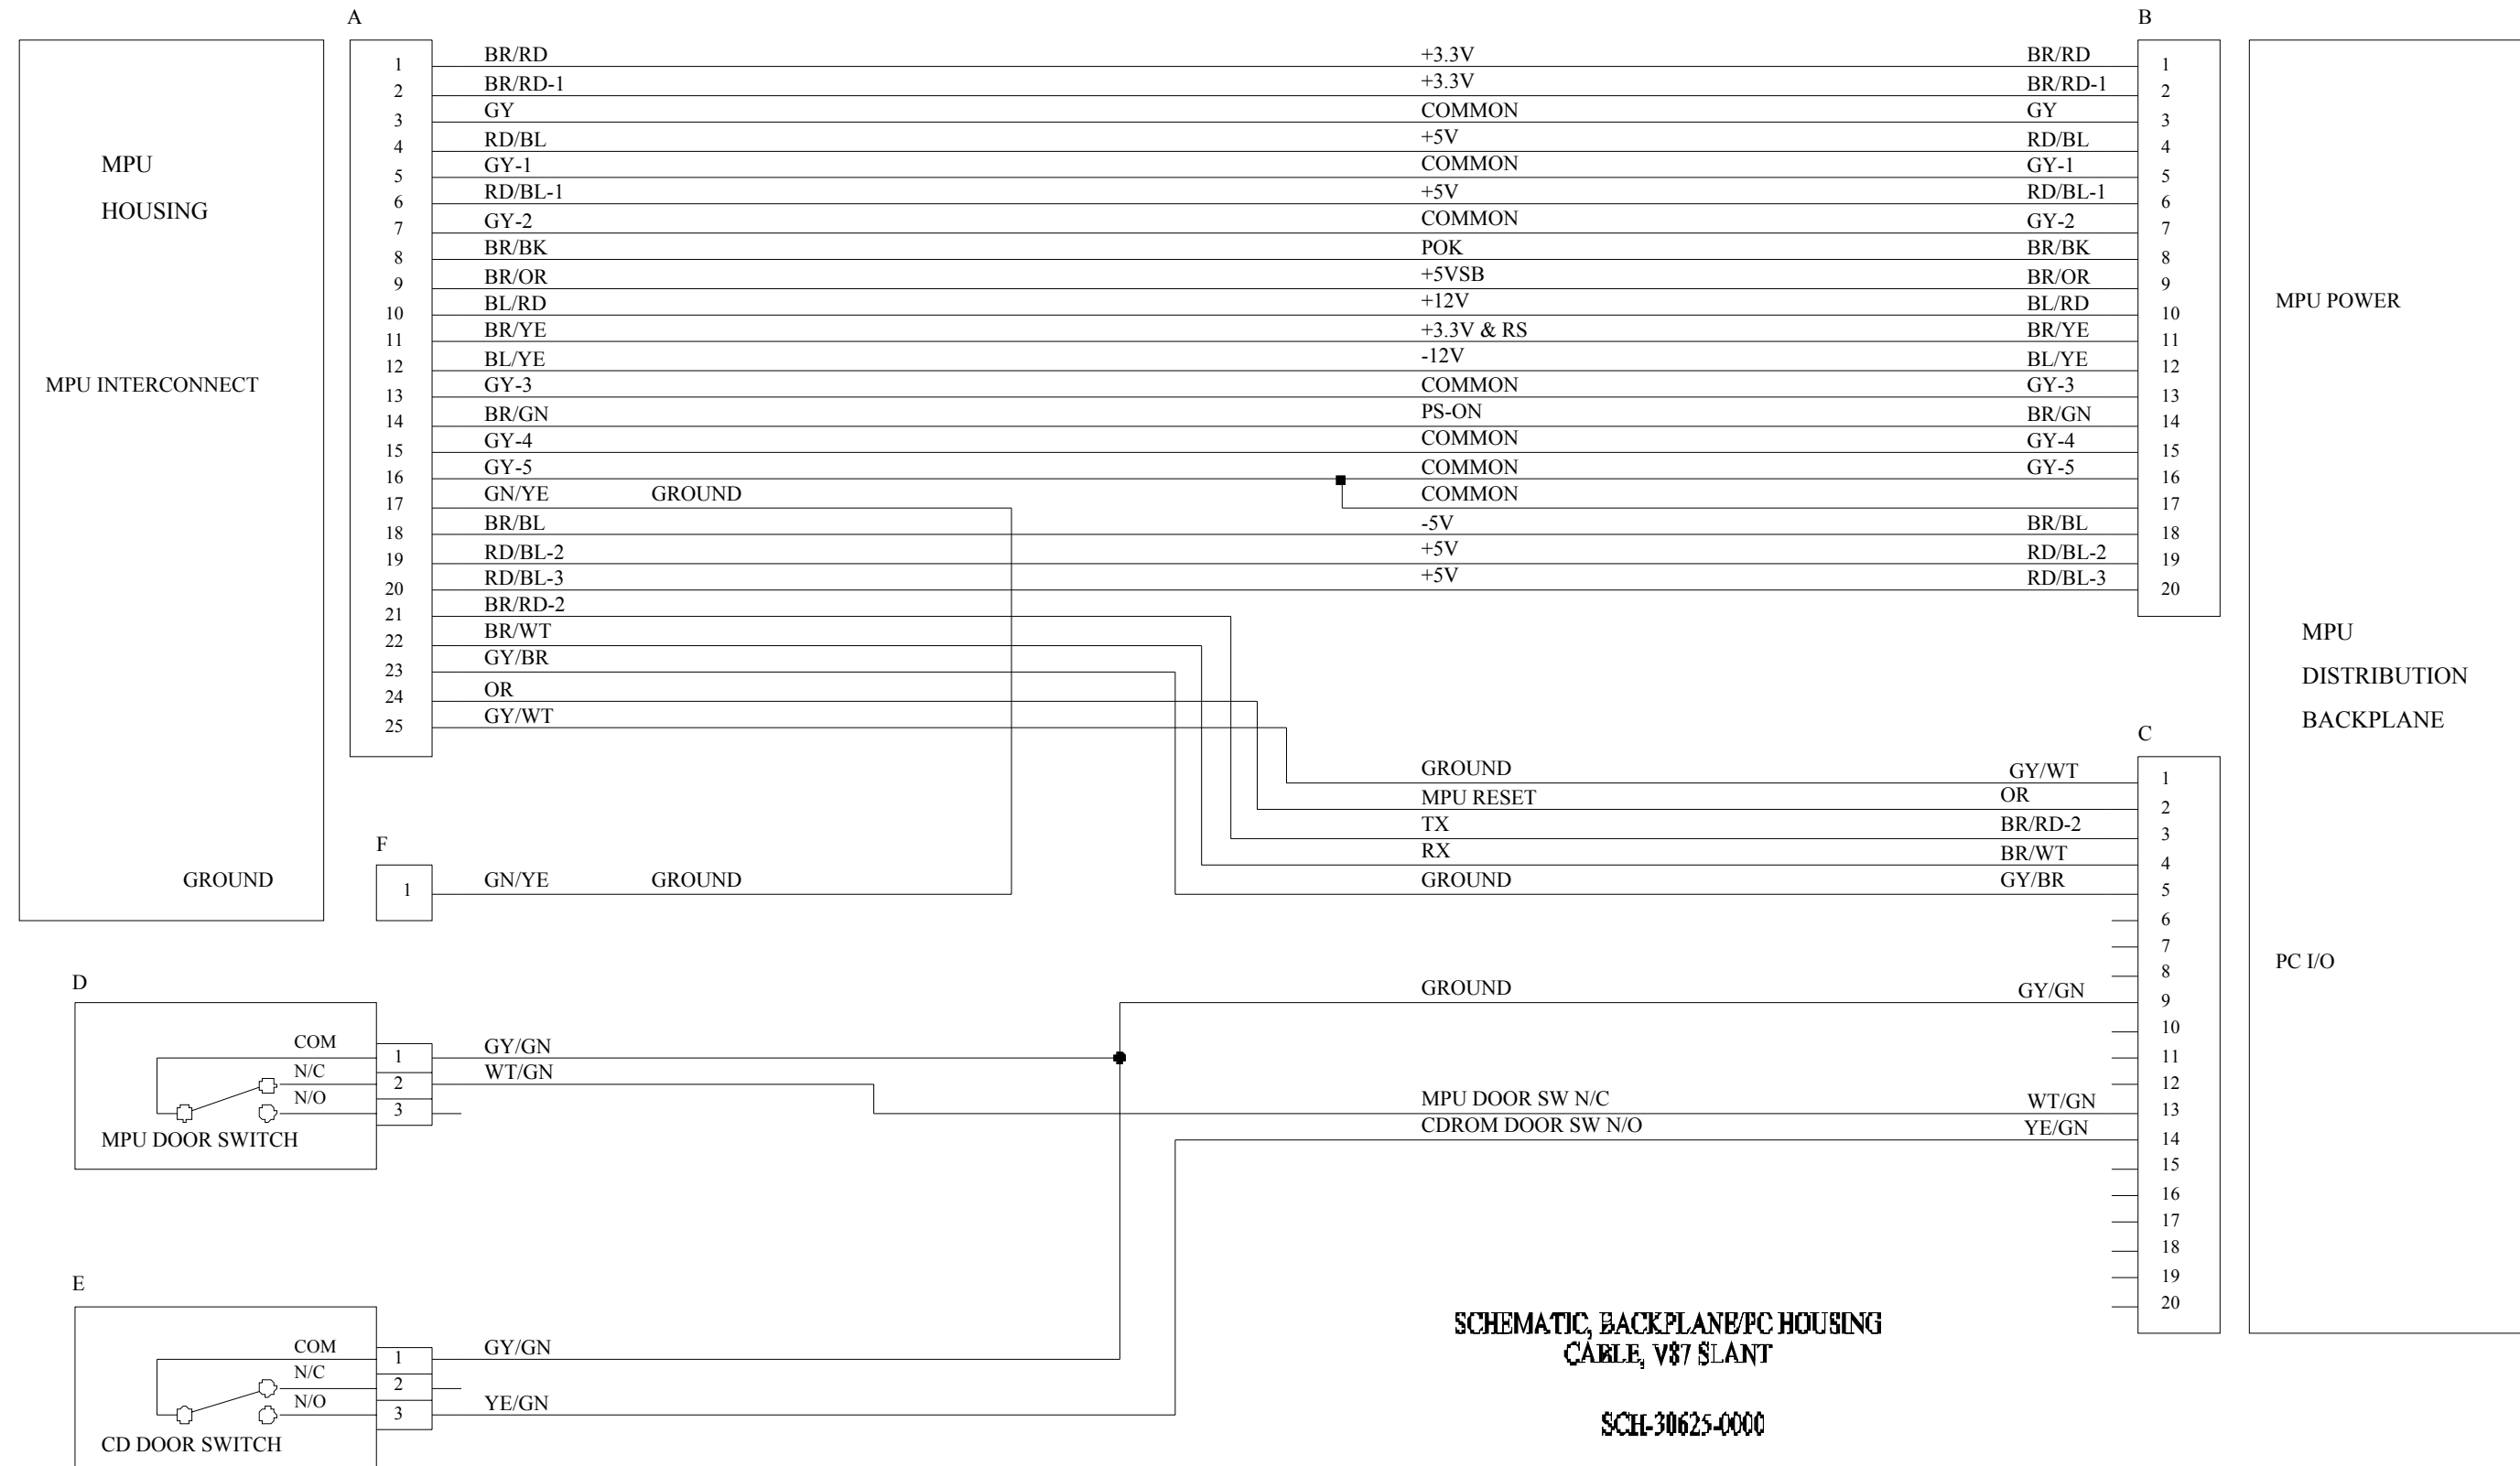 A B
1 BR/RD +3.3V BR/RD 1
2 BR/RD-1 +3.3V BR/RD-1 2
3 GY COMMON GY 3
4 RD/BL +5V RD/BL 4
MPU
5 GY-1 COMMON GY-1 5
6 RD/BL-1 +5V RD/BL-1 6
HOUSING
7 GY-2 COMMON GY-2 7
8 BR/BK POK BR/BK 8
9 BR/OR +5VSB BR/OR 9
10 BL/RD +12V BL/RD 10
MPU POWER
11 BR/YE +3.3V & RS BR/YE 11
12 BL/YE -12V BL/YE 12
MPU INTERCONNECT
13 GY-3 COMMON GY-3 13
14 BR/GN PS-ON BR/GN 14
15 GY-4 COMMON GY-4 15
16 GY-5 COMMON GY-5 16
17 GN/YE GROUND COMMON 17
18 BR/BL -5V BR/BL 18
19 RD/BL-2 +5V RD/BL-2 19
20 RD/BL-3 +5V RD/BL-3 20
21 BR/RD-2
22 BR/WT
23 GY/BR
24 OR
25 GY/WT
MPU
DISTRIBUTION
BACKPLANE
C
GROUND GY/WT 1
MPU RESET OR 2
TX BR/RD-2 3
RX BR/WT 4
GROUND GY/BR 5
F
GROUND 1 GN/YE GROUND
6
7
8
PC I/O
GROUND GY/GN 9
10
11
12
MPU DOOR SW N/C WT/GN 13
CDROM DOOR SW N/O YE/GN 14
15
16
17
18
19
20
D
COM 1 GY/GN
N/C 2 WT/GN
N/O 3
MPU DOOR SWITCH
E
COM 1 GY/GN
N/C 2
N/O 3 YE/GN
CD DOOR SWITCH
SCHEMATIC, BACKPLANE/PC HOUSING
CABLE, V87 SLANT
SCH-30625-0000